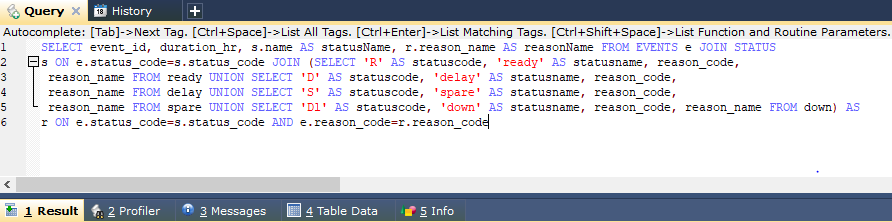 Query History
Autocomplete: [Tab]->Next Tag. [Ctrl+Space]->List All Tags. [Ctrl+Enter]->List Matching Tags. [Ctrl+Shift+Space]->List Function and Routine Parameters.
1 SELECT event_id, duration_hr, s.name AS statusName, r.reason_name AS reasonName FROM EVENTS e JOIN STATUS
2 s ON e.status_code=s.status_code JOIN (SELECT 'R' AS statuscode, 'ready' AS statusname, reason_code,
3 reason_name FROM ready UNION SELECT 'D' AS statuscode, 'delay' AS statusname, reason_code,
4 reason_name FROM delay UNION SELECT 'S' AS statuscode, 'spare' AS statusname, reason_code,
5 reason_name FROM spare UNION SELECT 'Dl' AS statuscode, 'down' AS statusname, reason_code, reason_name FROM down) AS
6 r ON e.status_code=s.status_code AND e.reason_code=r.reason_code
1 Result 2 Profiler 3 Messages 4 Table Data 5 Info